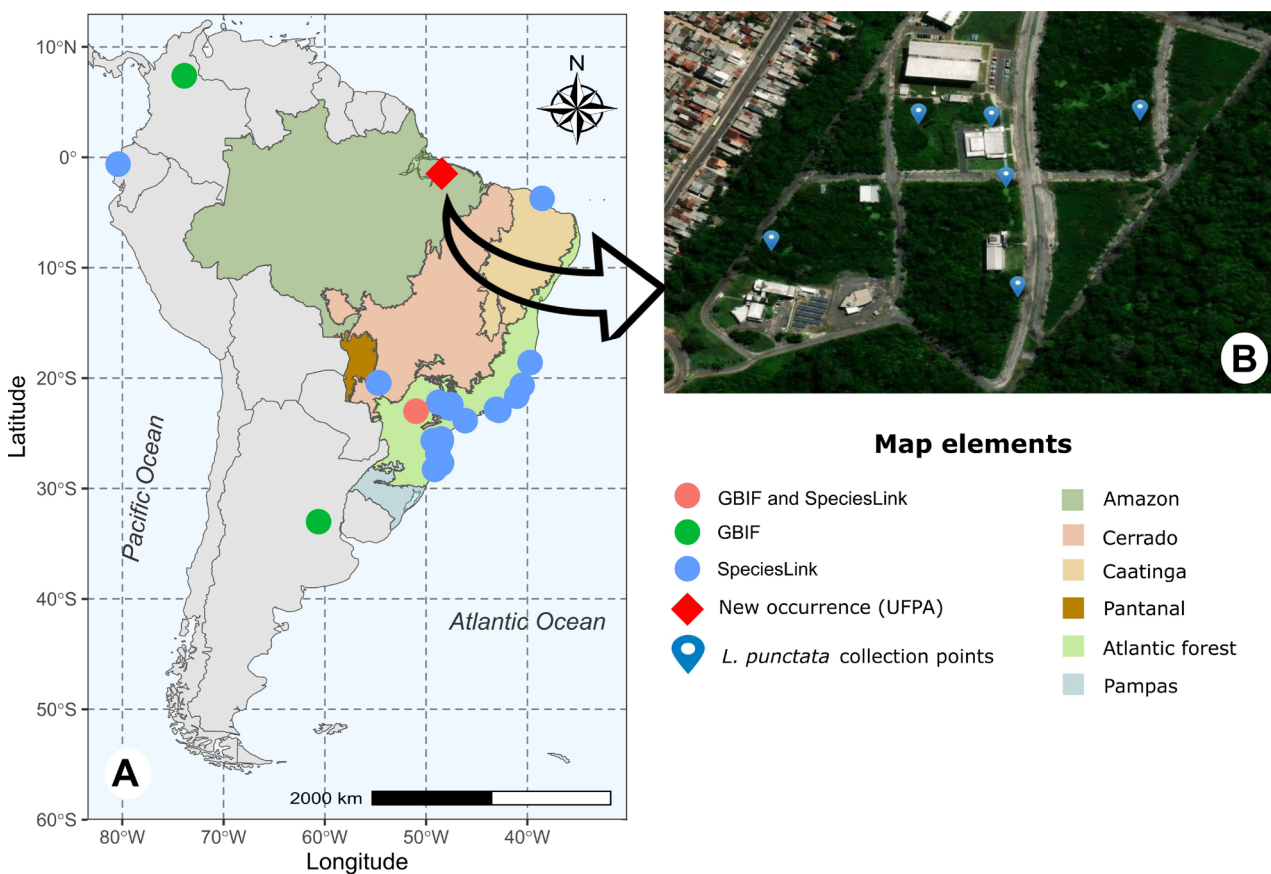 10°N
0°
10°S
20°S
30°S
40°S
50°S
60°S
Latitude
80°W
70°W
60°W
50°W
40°W
Longitude
N
Pacific Ocean
Atlantic Ocean
2000 km
A
B
Map elements
GBIF and SpeciesLink
GBIF
SpeciesLink
New occurrence (UFPA)
L. punctata collection points
Amazon
Cerrado
Caatinga
Pantanal
Atlantic forest
Pampas